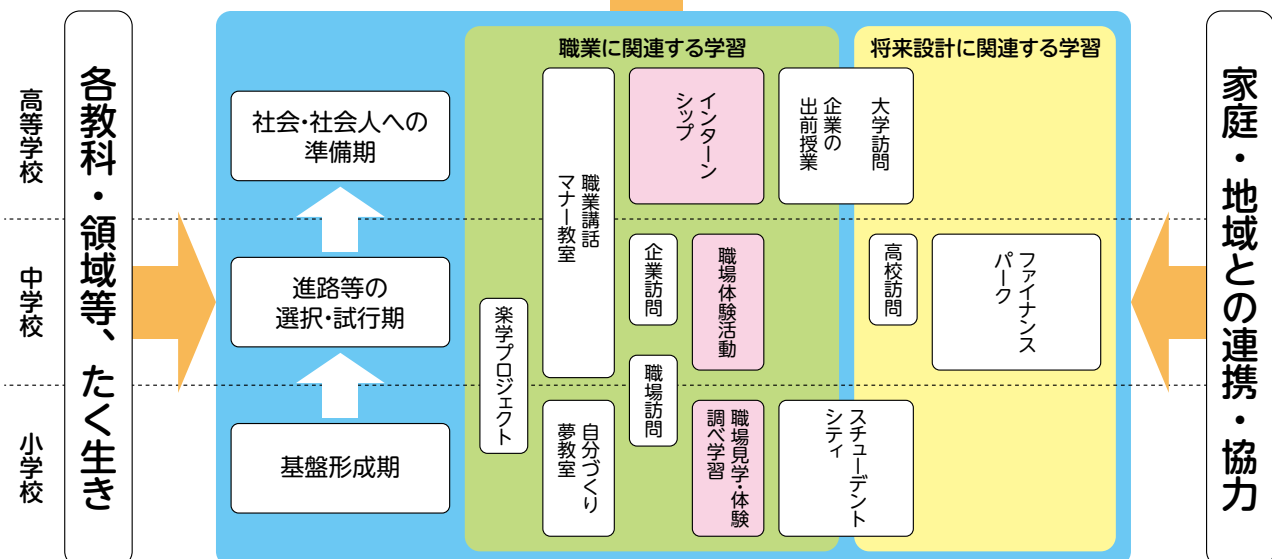 職業に関連する学習
将来設計に関連する学習
高等学校
中学校
小学校
各教科・領域等、たく生き
社会・社会人への
準備期
進路等の
選択・試行期
基盤形成期
楽学プロジェクト
職業講話
マナー教室
自分づくり
夢教室
インターン
シップ
企業訪問
職場体験活動
職場訪問
職場見学・体験
調べ学習
大学訪問
企業の
出前授業
高校訪問
ファイナンス
パーク
スチューデント
シティ
家庭・地域との連携・協力